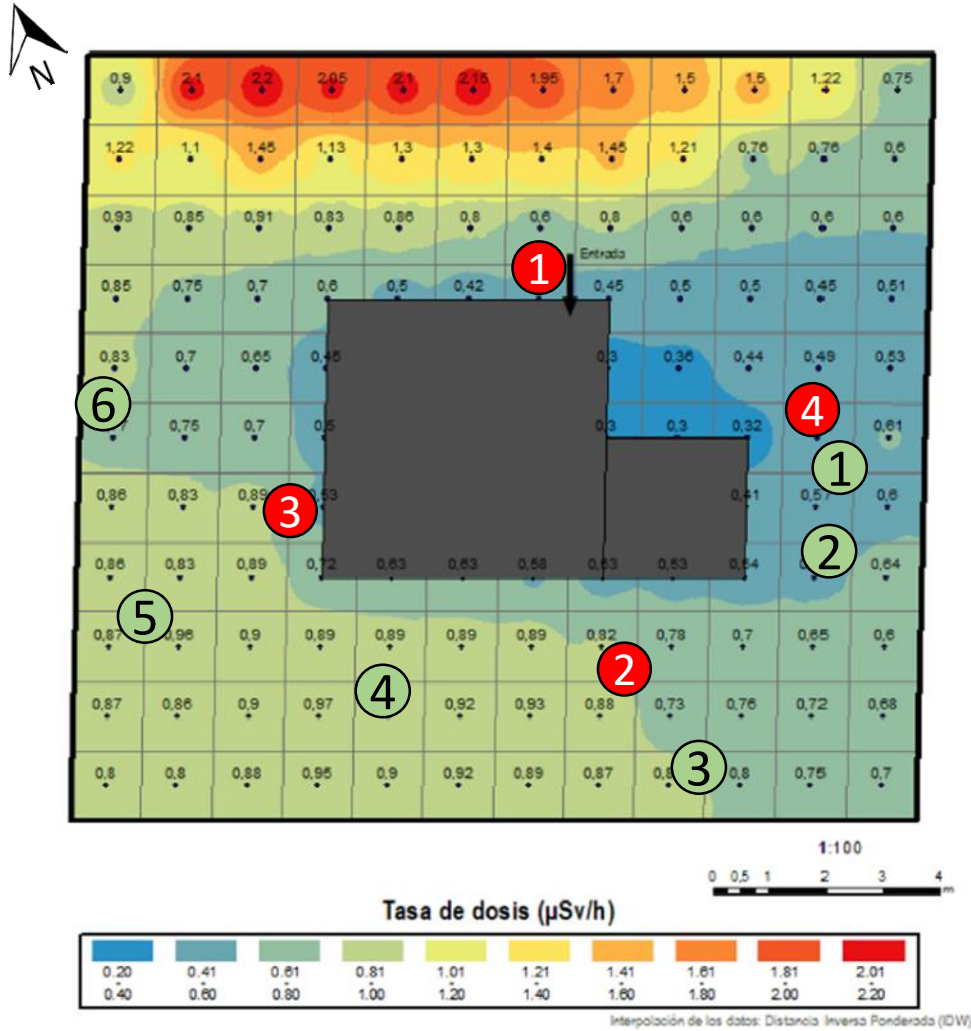 N
0,9 2,1 2,2 2,05 2,1 2,15 1,95 1,7 1,5 1,5 1,22 0,75
1,22 1,1 1,45 1,13 1,3 1,3 1,4 1,45 1,21 0,76 0,76 0,6
0,93 0,85 0,91 0,83 0,86 0,8 0,6 0,8 0,6 0,6 0,6 0,6
1 Entrada
0,85 0,75 0,7 0,6 0,5 0,42 0,45 0,5 0,5 0,45 0,51
0,83 0,7 0,65 0,45 0,3 0,36 0,44 0,49 0,53
6 4
0,75 0,7 0,5 0,3 0,3 0,32 0,61
1
0,86 0,83 0,89 3 0,53 0,41 0,57 0,6
2
0,86 0,83 0,89 0,72 0,63 0,63 0,58 0,53 0,53 0,54 0,64
5
0,87 0,96 0,9 0,89 0,89 0,89 0,89 0,82 0,78 0,7 0,65 0,6
4 2
0,87 0,86 0,9 0,97 0,92 0,93 0,88 0,73 0,76 0,72 0,68
3
0,8 0,8 0,88 0,95 0,9 0,92 0,89 0,87 0,8 0,75 0,7
1:100
0 0,5 1 2 3 4
m
Tasa de dosis (µSv/h)
0.20 0.41 0.61 0.81 1.01 1.21 1.41 1.61 1.81 2.01
0.40 0.60 0.80 1.00 1.20 1.40 1.60 1.80 2.00 2.20
Interpolación de los datos: Distancia Inversa Ponderada (IDW)